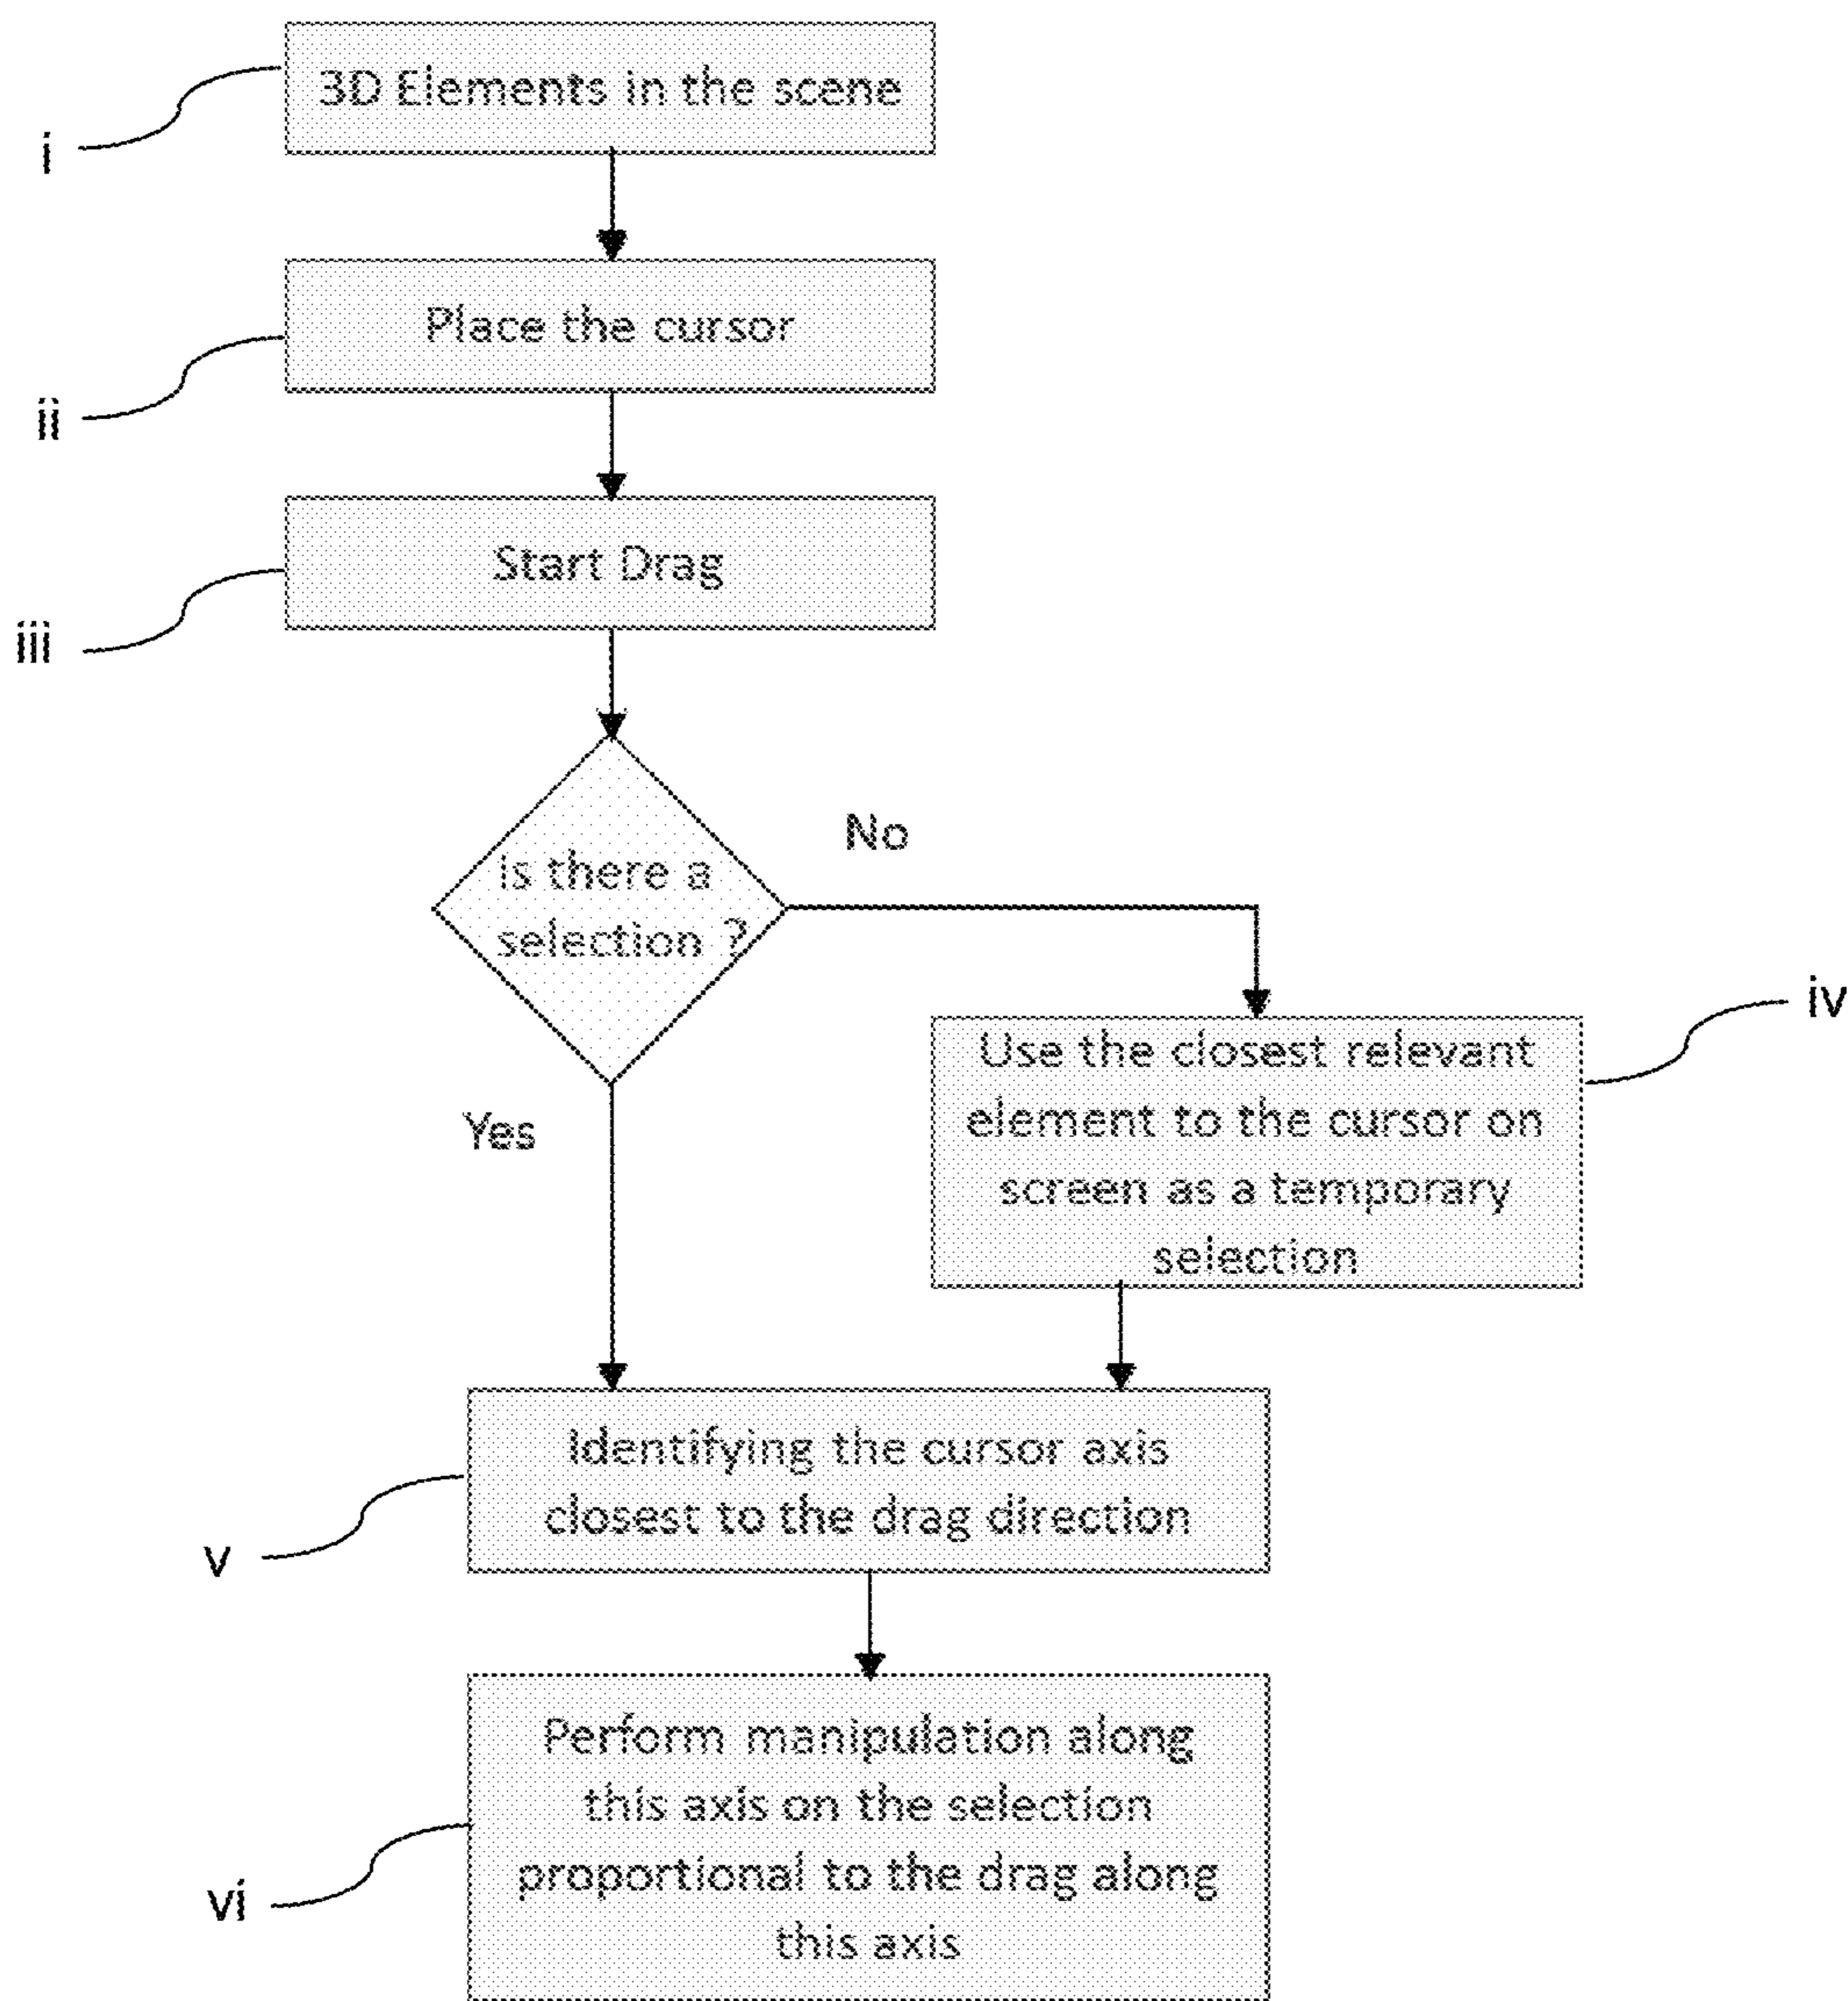 3D Elements in the scene
i
Place the cursor
ii
Start Drag
iii
No
is there a
selection ?
iv
Use the closest relevant
element to the cursor on
screen as a temporary
selection
Yes
Identifying the cursor axis
closest to the drag direction
v
Perform manipulation along
this axis on the selection
proportional to the drag along
this axis
vi